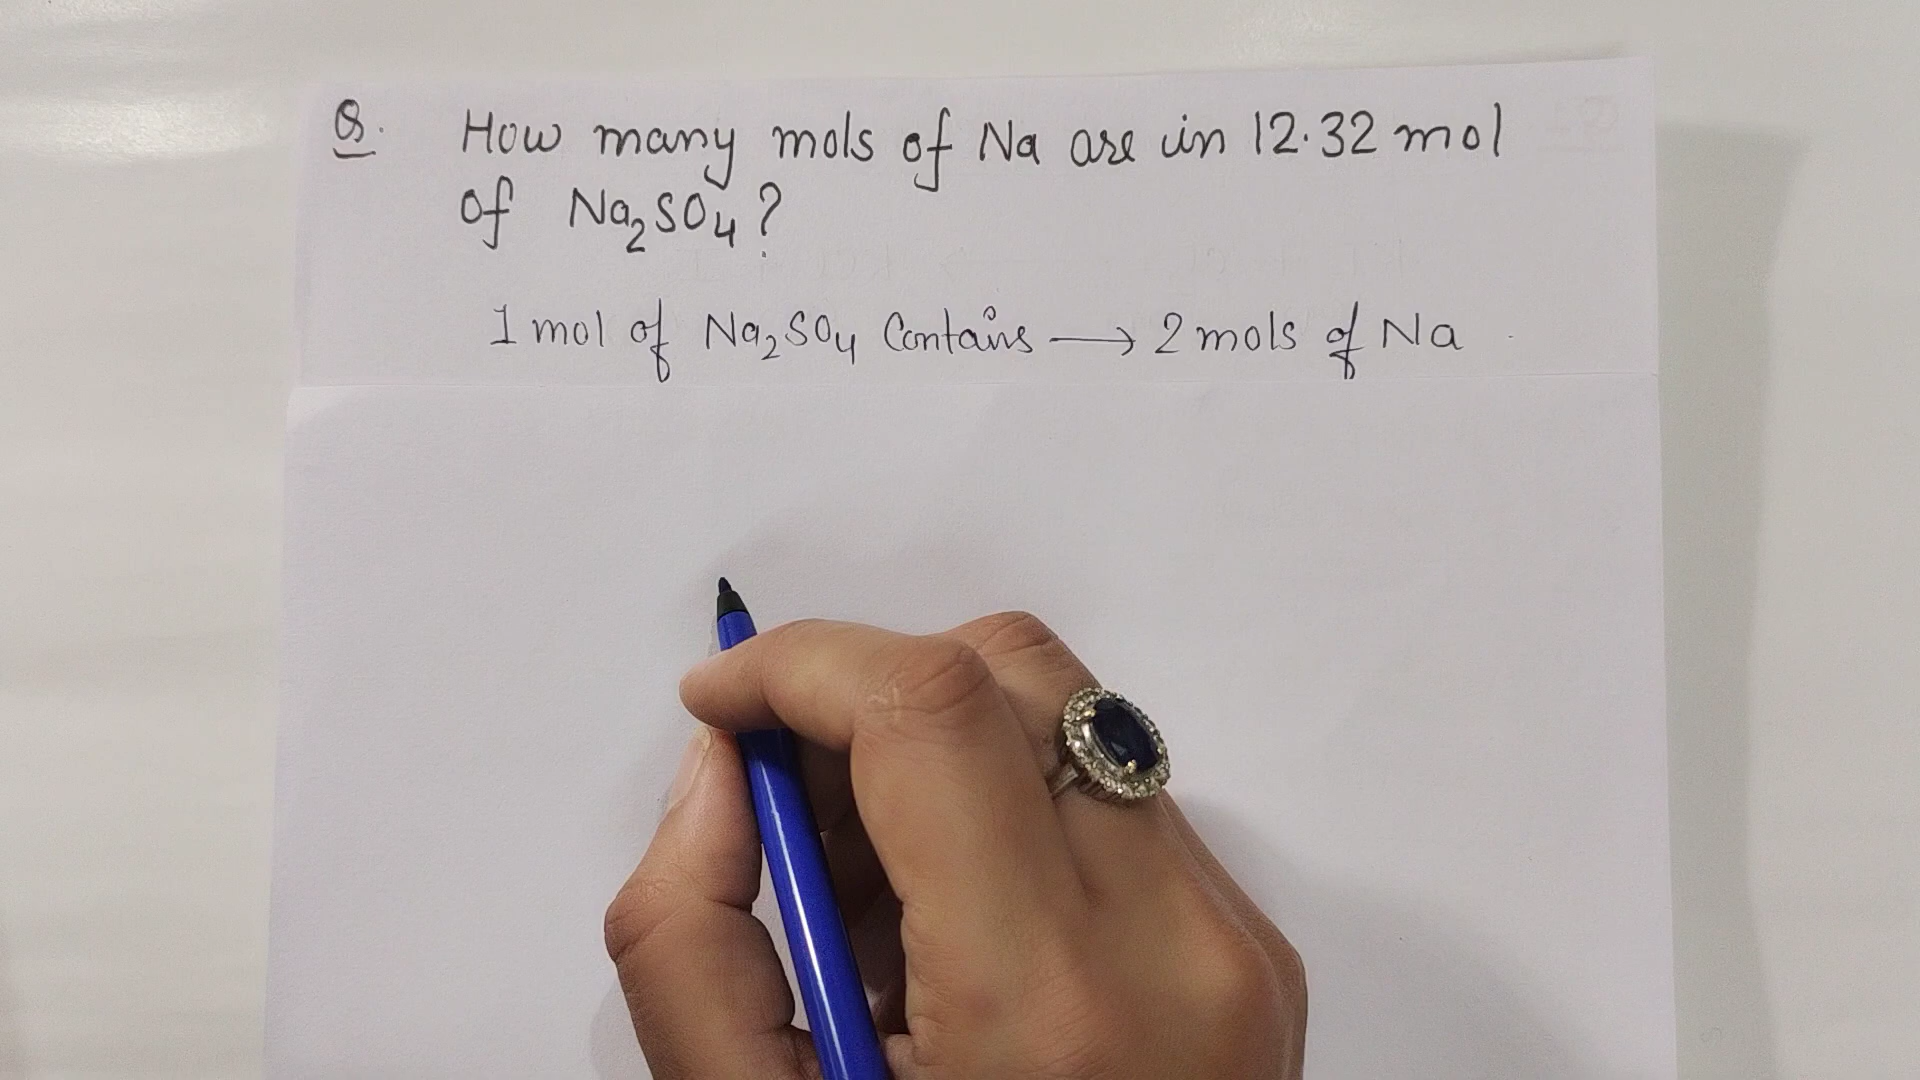 Q. How many mols of Na are in 12.32 mol
of Na₂SO₄?
1 mol of Na₂SO₄ Contains → 2 mols of Na